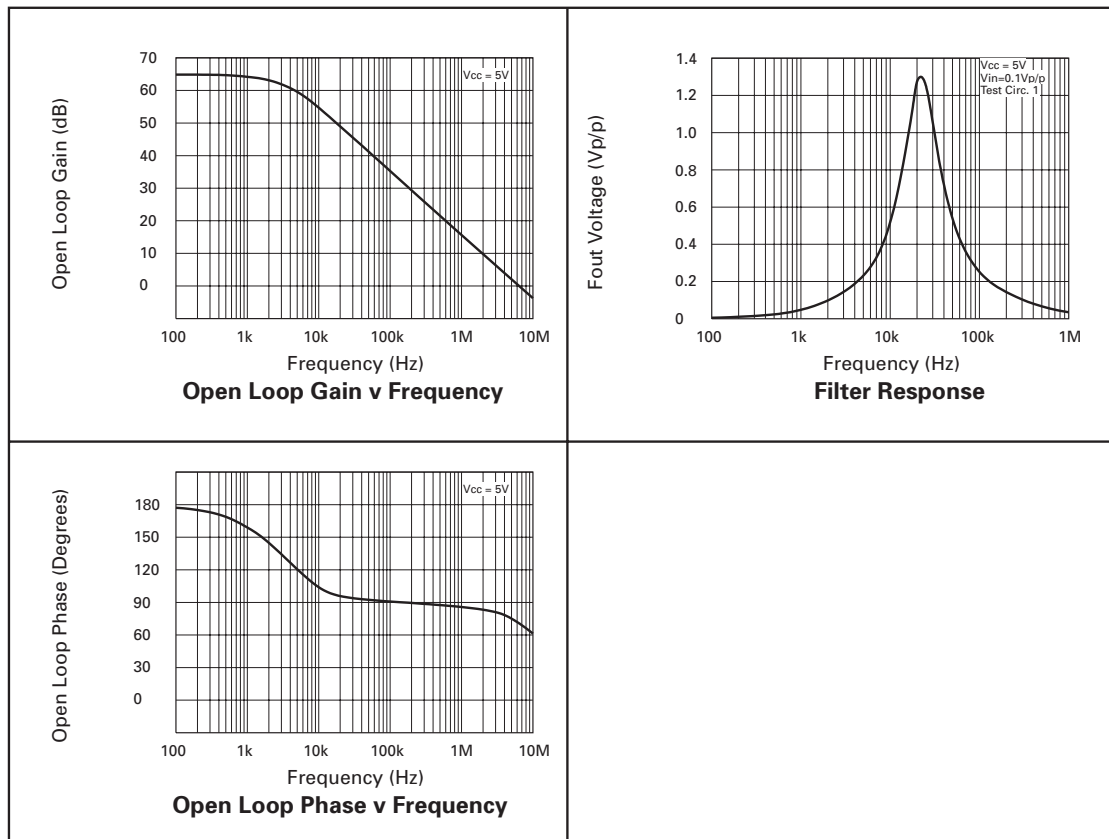 70
60
50
40
30
20
10
0
Open Loop Gain (dB)
Vcc = 5V
100 1k 10k 100k 1M 10M
Frequency (Hz)
Open Loop Gain v Frequency
1.4
1.2
1.0
0.8
0.6
0.4
0.2
0
Fout Voltage (Vp/p)
Vcc = 5V
Vin=0.1Vp/p
Test Circ. 1
100 1k 10k 100k 1M
Frequency (Hz)
Filter Response
180
150
120
90
60
30
0
Open Loop Phase (Degrees)
Vcc = 5V
100 1k 10k 100k 1M 10M
Frequency (Hz)
Open Loop Phase v Frequency